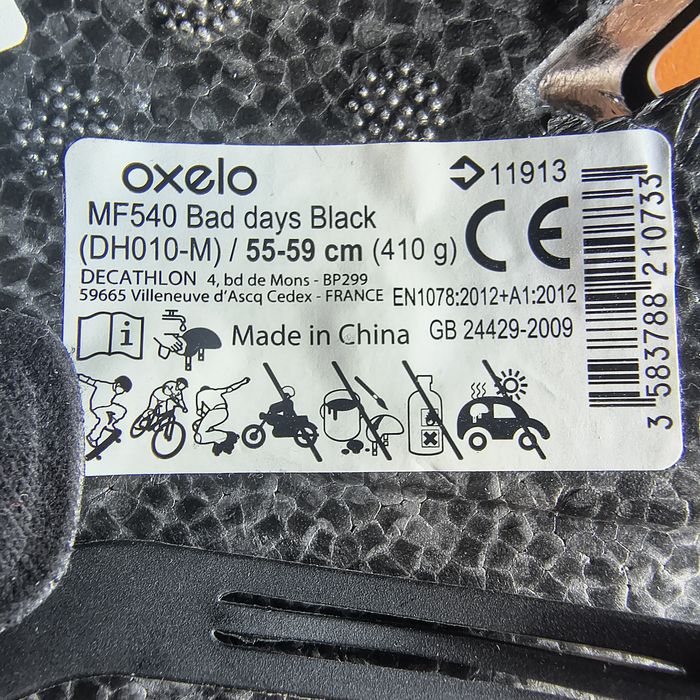 oxelo
11913
MF540 Bad days Black
(DH010-M) / 55-59 cm (410 g)
CE
DECATHLON 4, bd de Mons - BP299
59665 Villeneuve d'Ascq Cedex - FRANCE
EN1078:2012+A1:2012
Made in China
GB 24429-2009
3 583788 210733